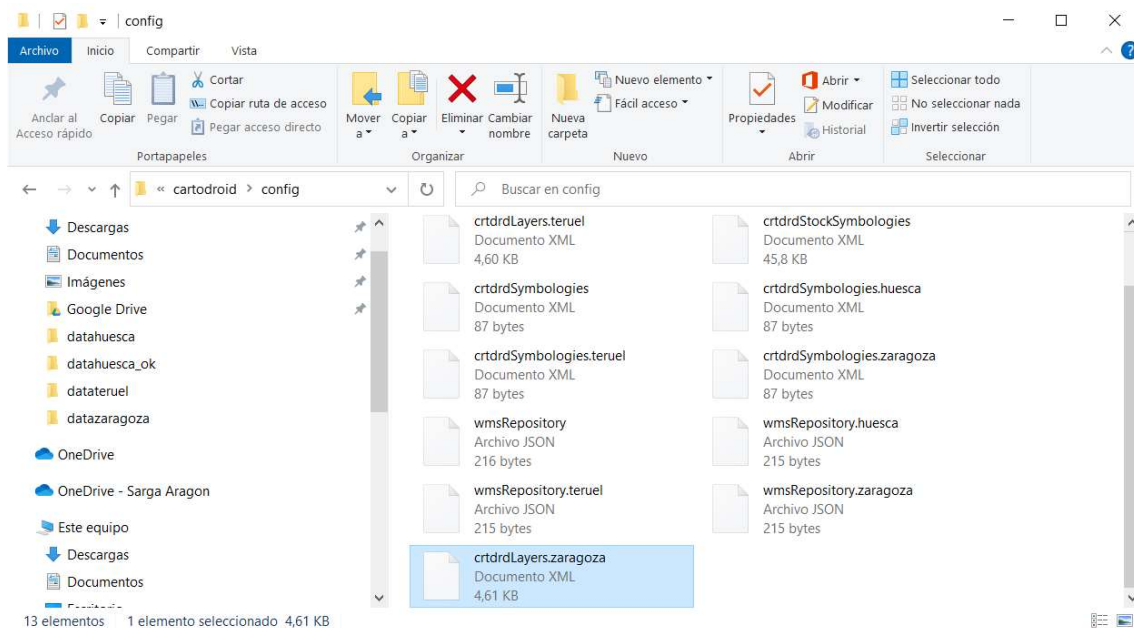 config
Archivo Inicio Compartir Vista
Anclar al Acceso rápido
Copiar
Pegar
Cortar
Copiar ruta de acceso
Pegar acceso directo
Portapapeles
Mover a
Copiar a
Eliminar
Cambiar nombre
Organizar
Nueva carpeta
Nuevo elemento
Fácil acceso
Nuevo
Propiedades
Abrir
Modificar
Historial
Abrir
Seleccionar todo
No seleccionar nada
Invertir selección
Seleccionar
« cartodroid > config
Buscar en config
Descargas
Documentos
Imágenes
Google Drive
datahuesca
datahuesca_ok
datateruel
datazaragoza
OneDrive
OneDrive - Sarga Aragon
Este equipo
Descargas
Documentos
crtdrdLayers.teruel
Documento XML
4,60 KB
crtdrdStockSymbologies
Documento XML
45,8 KB
crtdrdSymbologies
Documento XML
87 bytes
crtdrdSymbologies.huesca
Documento XML
87 bytes
crtdrdSymbologies.teruel
Documento XML
87 bytes
crtdrdSymbologies.zaragoza
Documento XML
87 bytes
wmsRepository
Archivo JSON
216 bytes
wmsRepository.huesca
Archivo JSON
215 bytes
wmsRepository.teruel
Archivo JSON
215 bytes
wmsRepository.zaragoza
Archivo JSON
215 bytes
crtdrdLayers.zaragoza
Documento XML
4,61 KB
13 elementos 1 elemento seleccionado 4,61 KB